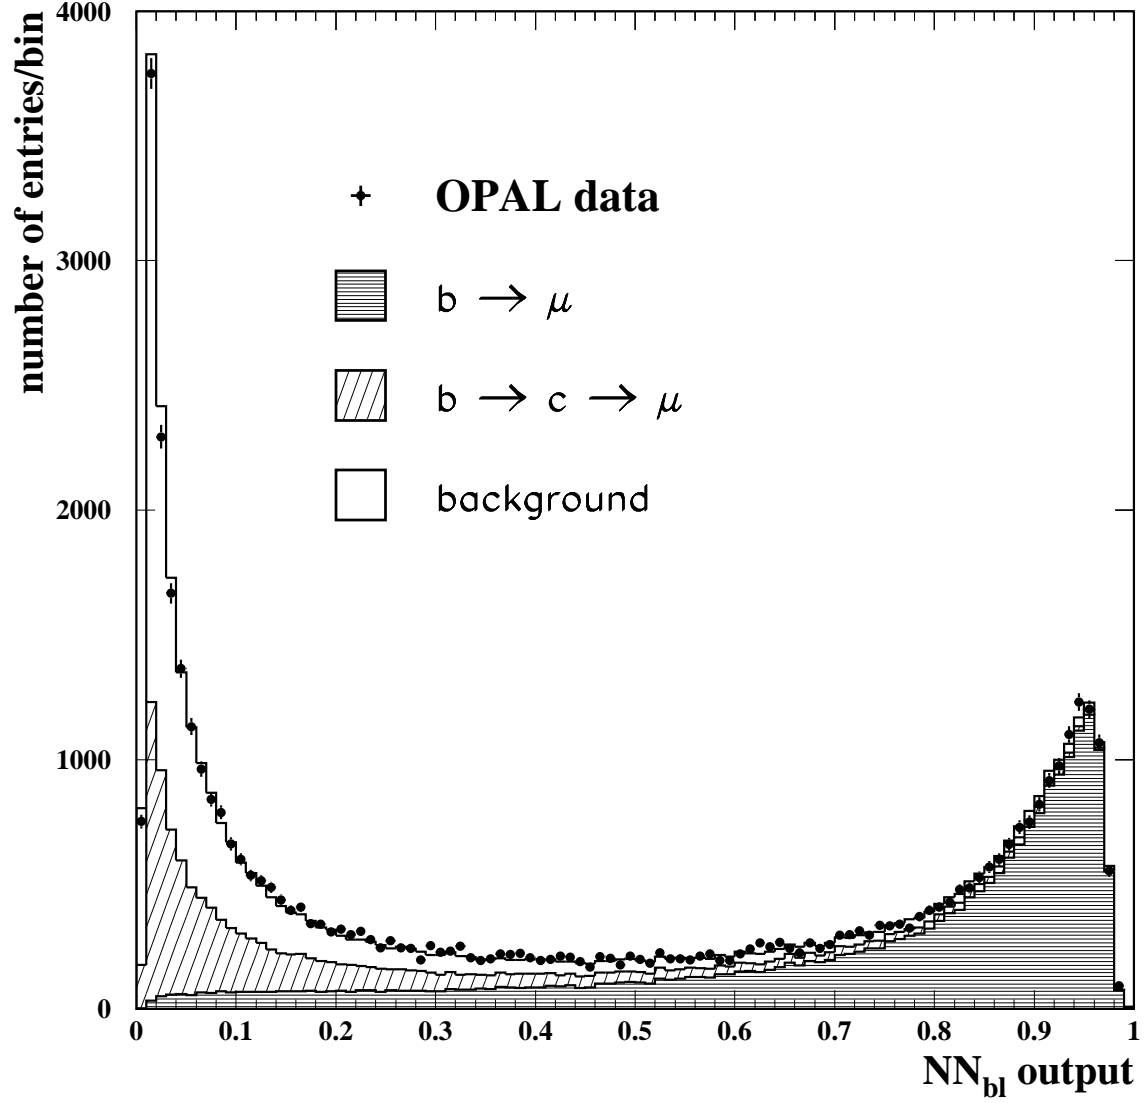 number of entries/bin
4000
3000
2000
1000
0
OPAL data
b → μ
b → c → μ
background
0 0.1 0.2 0.3 0.4 0.5 0.6 0.7 0.8 0.9 1
NN_bl output